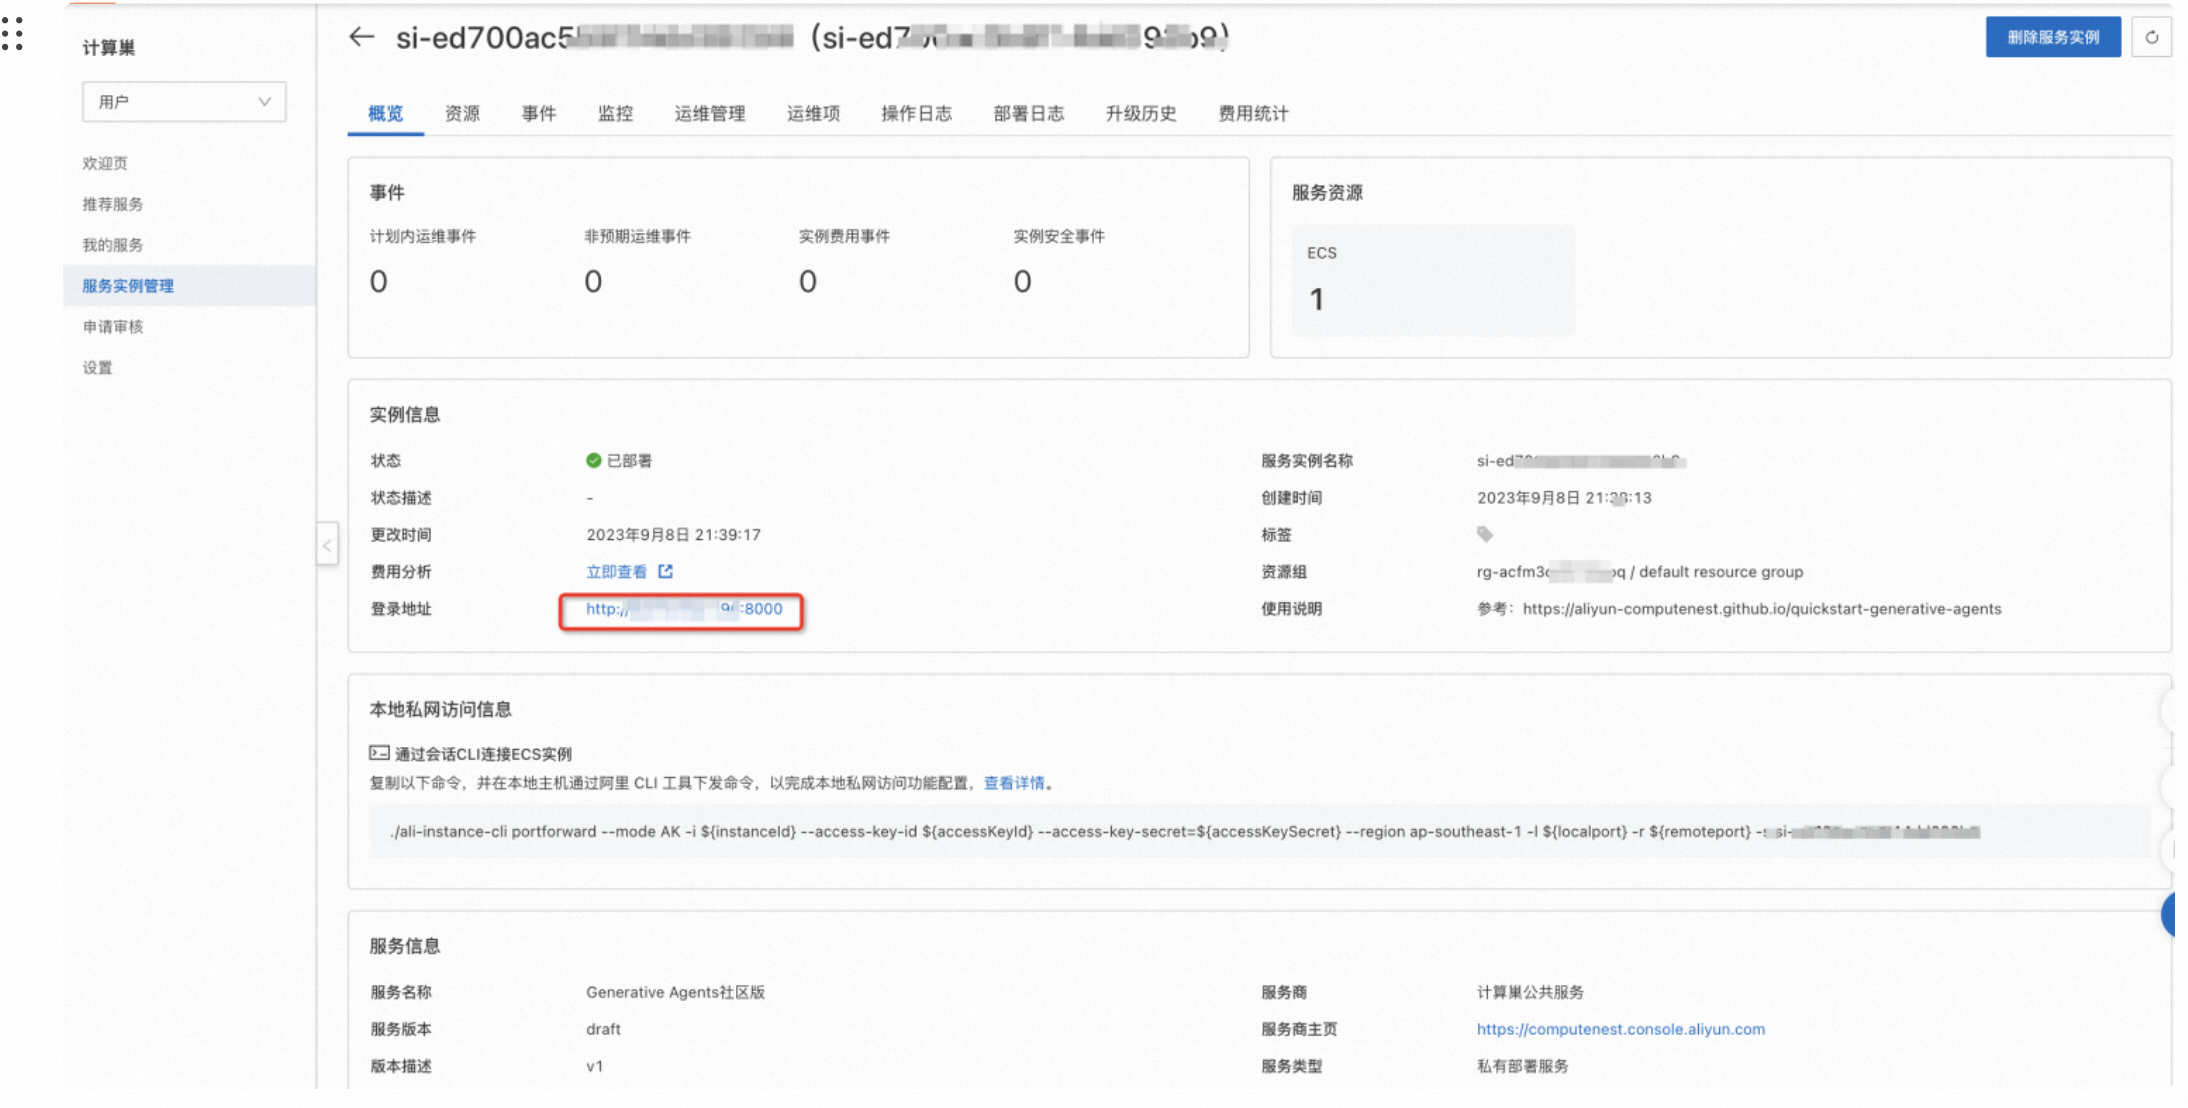 计算巢
用户
欢迎页
推荐服务
我的服务
服务实例管理
申请审核
设置
si-ed700ac5 (si-ed7
删除服务实例
概览 资源 事件 监控 运维管理 运维项 操作日志 部署日志 升级历史 费用统计
事件
计划内运维事件 非预期运维事件 实例费用事件 实例安全事件
0 0 0 0
服务资源
ECS
1
实例信息
状态 已部署 服务实例名称 si-ed
状态描述 - 创建时间 2023年9月8日 21: :13
更改时间 2023年9月8日 21:39:17 标签
费用分析 立即查看 资源组 rg-acfm3 / default resource group
登录地址 http:// :8000 使用说明 参考：https://aliyun-computenest.github.io/quickstart-generative-agents
本地私网访问信息
通过会话CLI连接ECS实例
复制以下命令，并在本地主机通过阿里 CLI 工具下发命令，以完成本地私网访问功能配置，查看详情。
./ali-instance-cli portforward --mode AK -i ${instanceId} --access-key-id ${accessKeyId} --access-key-secret=${accessKeySecret} --region ap-southeast-1 -l ${localport} -r ${remoteport} -s si-
服务信息
服务名称 Generative Agents社区版 服务商 计算巢公共服务
服务版本 draft 服务商主页 https://computenest.console.aliyun.com
版本描述 v1 服务类型 私有部署服务